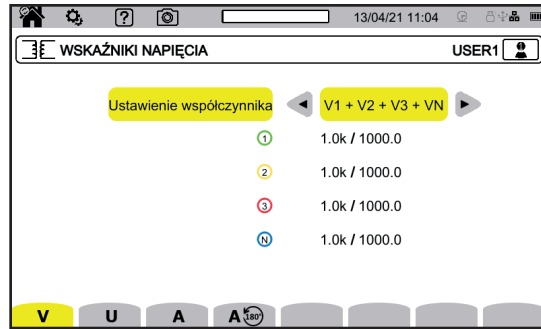 13/04/21 11:04
WSKAŹNIKI NAPIĘCIA USER1
Ustawienie współczynnika V1 + V2 + V3 + VN
1 1.0k / 1000.0
2 1.0k / 1000.0
3 1.0k / 1000.0
N 1.0k / 1000.0
V U A A 180°